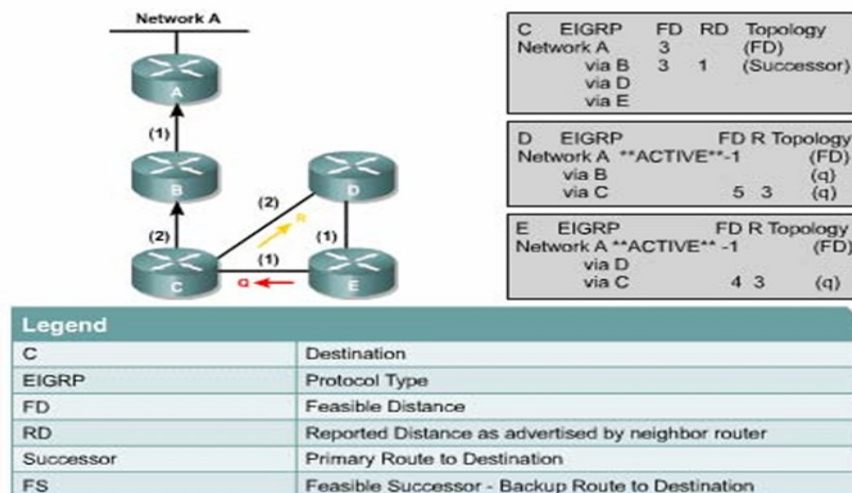 Network A
A
(1)
B
D
(2)
R
(2)
(1)
(1)
C
Q
E
C EIGRP FD RD Topology
Network A 3 (FD)
via B 3 1 (Successor)
via D
via E
D EIGRP FD R Topology
Network A **ACTIVE**-1 (FD)
via B (q)
via C 5 3 (q)
E EIGRP FD R Topology
Network A **ACTIVE** -1 (FD)
via D
via C 4 3 (q)
Legend
C Destination
EIGRP Protocol Type
FD Feasible Distance
RD Reported Distance as advertised by neighbor router
Successor Primary Route to Destination
FS Feasible Successor - Backup Route to Destination